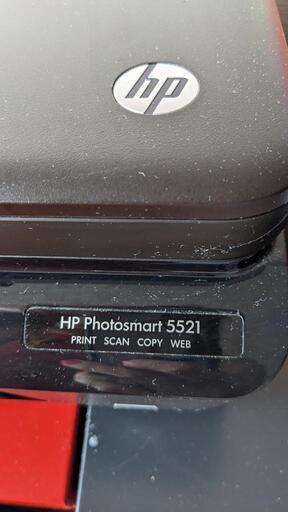 hp
HP Photosmart 5521
PRINT SCAN COPY WEB